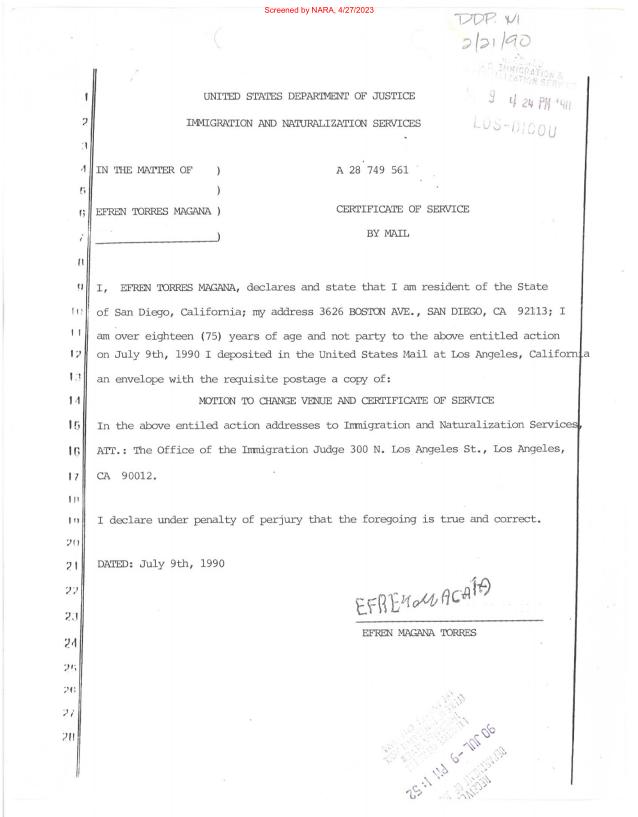 Screened by NARA, 4/27/2023
DDP. VI
2/21/90
IMMIGRATION &
9 4 24 PM '90
LOS-DIOOU
1 UNITED STATES DEPARTMENT OF JUSTICE
2 IMMIGRATION AND NATURALIZATION SERVICES
3
4 IN THE MATTER OF ) A 28 749 561
5 )
6 EFREN TORRES MAGANA ) CERTIFICATE OF SERVICE
7 ) BY MAIL
8
9 I, EFREN TORRES MAGANA, declares and state that I am resident of the State
10 of San Diego, California; my address 3626 BOSTON AVE., SAN DIEGO, CA 92113; I
11 am over eighteen (75) years of age and not party to the above entitled action
12 on July 9th, 1990 I deposited in the United States Mail at Los Angeles, California
13 an envelope with the requisite postage a copy of:
14 MOTION TO CHANGE VENUE AND CERTIFICATE OF SERVICE
15 In the above entiled action addresses to Immigration and Naturalization Services,
16 ATT.: The Office of the Immigration Judge 300 N. Los Angeles St., Los Angeles,
17 CA 90012.
18
19 I declare under penalty of perjury that the foregoing is true and correct.
20
21 DATED: July 9th, 1990
22
23
EFREN MAGANA TORRES
24
25
26
27
28
90 JUL -9 PM 1:52